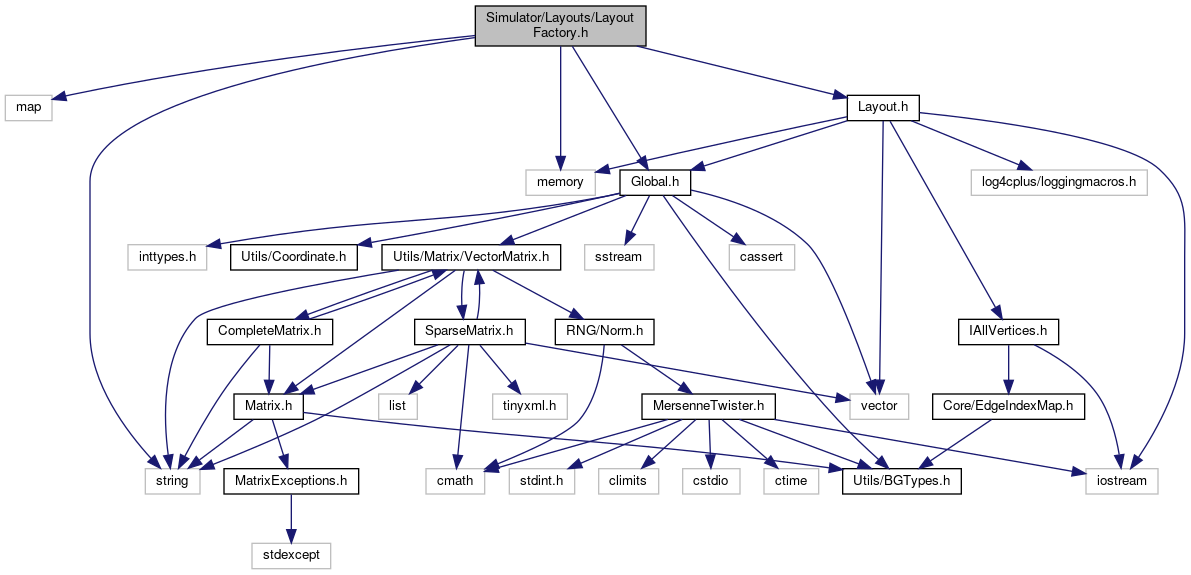 Simulator/Layouts/Layout
Factory.h
map
Layout.h
memory
Global.h
log4cplus/loggingmacros.h
inttypes.h
Utils/Coordinate.h
Utils/Matrix/VectorMatrix.h
sstream
cassert
CompleteMatrix.h
SparseMatrix.h
RNG/Norm.h
IAllVertices.h
Matrix.h
list
tinyxml.h
MersenneTwister.h
vector
Core/EdgeIndexMap.h
string
MatrixExceptions.h
cmath
stdint.h
climits
cstdio
ctime
Utils/BGTypes.h
iostream
stdexcept